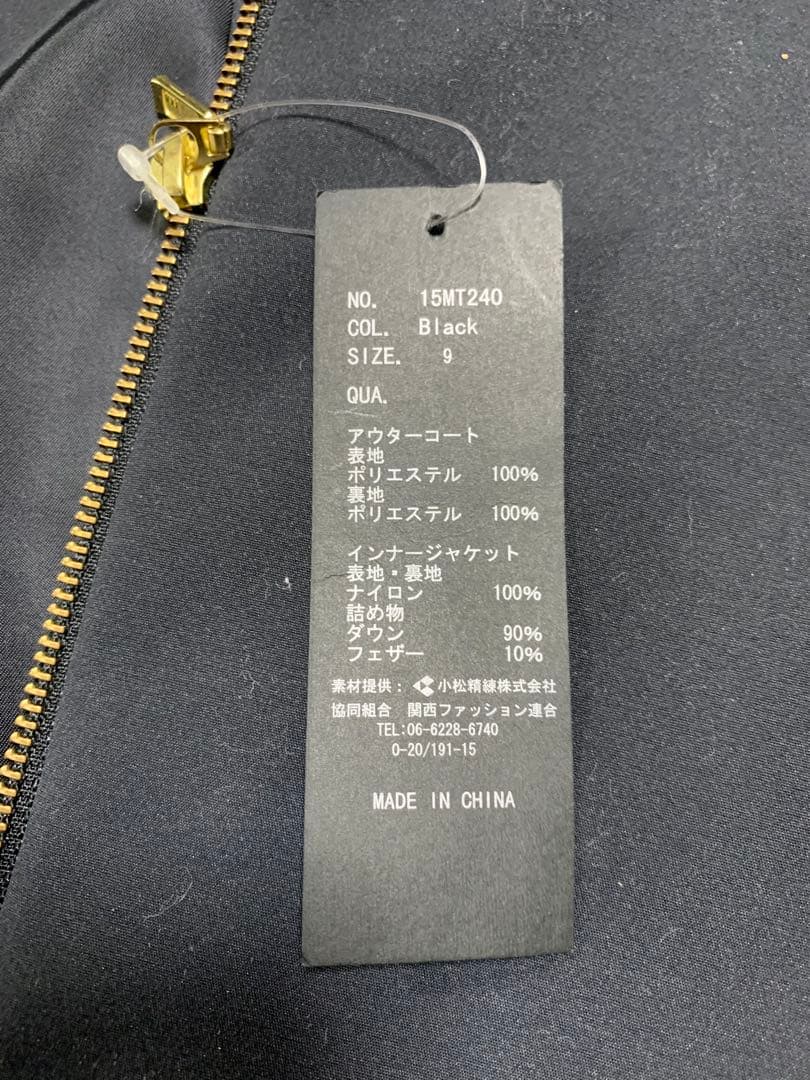 NO. 15MT240
COL. Black
SIZE. 9
QUA.
アウターコート
表地
ポリエステル 100%
裏地
ポリエステル 100%
インナージャケット
表地・裏地
ナイロン 100%
詰め物
ダウン 90%
フェザー 10%
素材提供： 小松精練株式会社
協同組合 関西ファッション連合
TEL:06-6228-6740
0-20/191-15
MADE IN CHINA